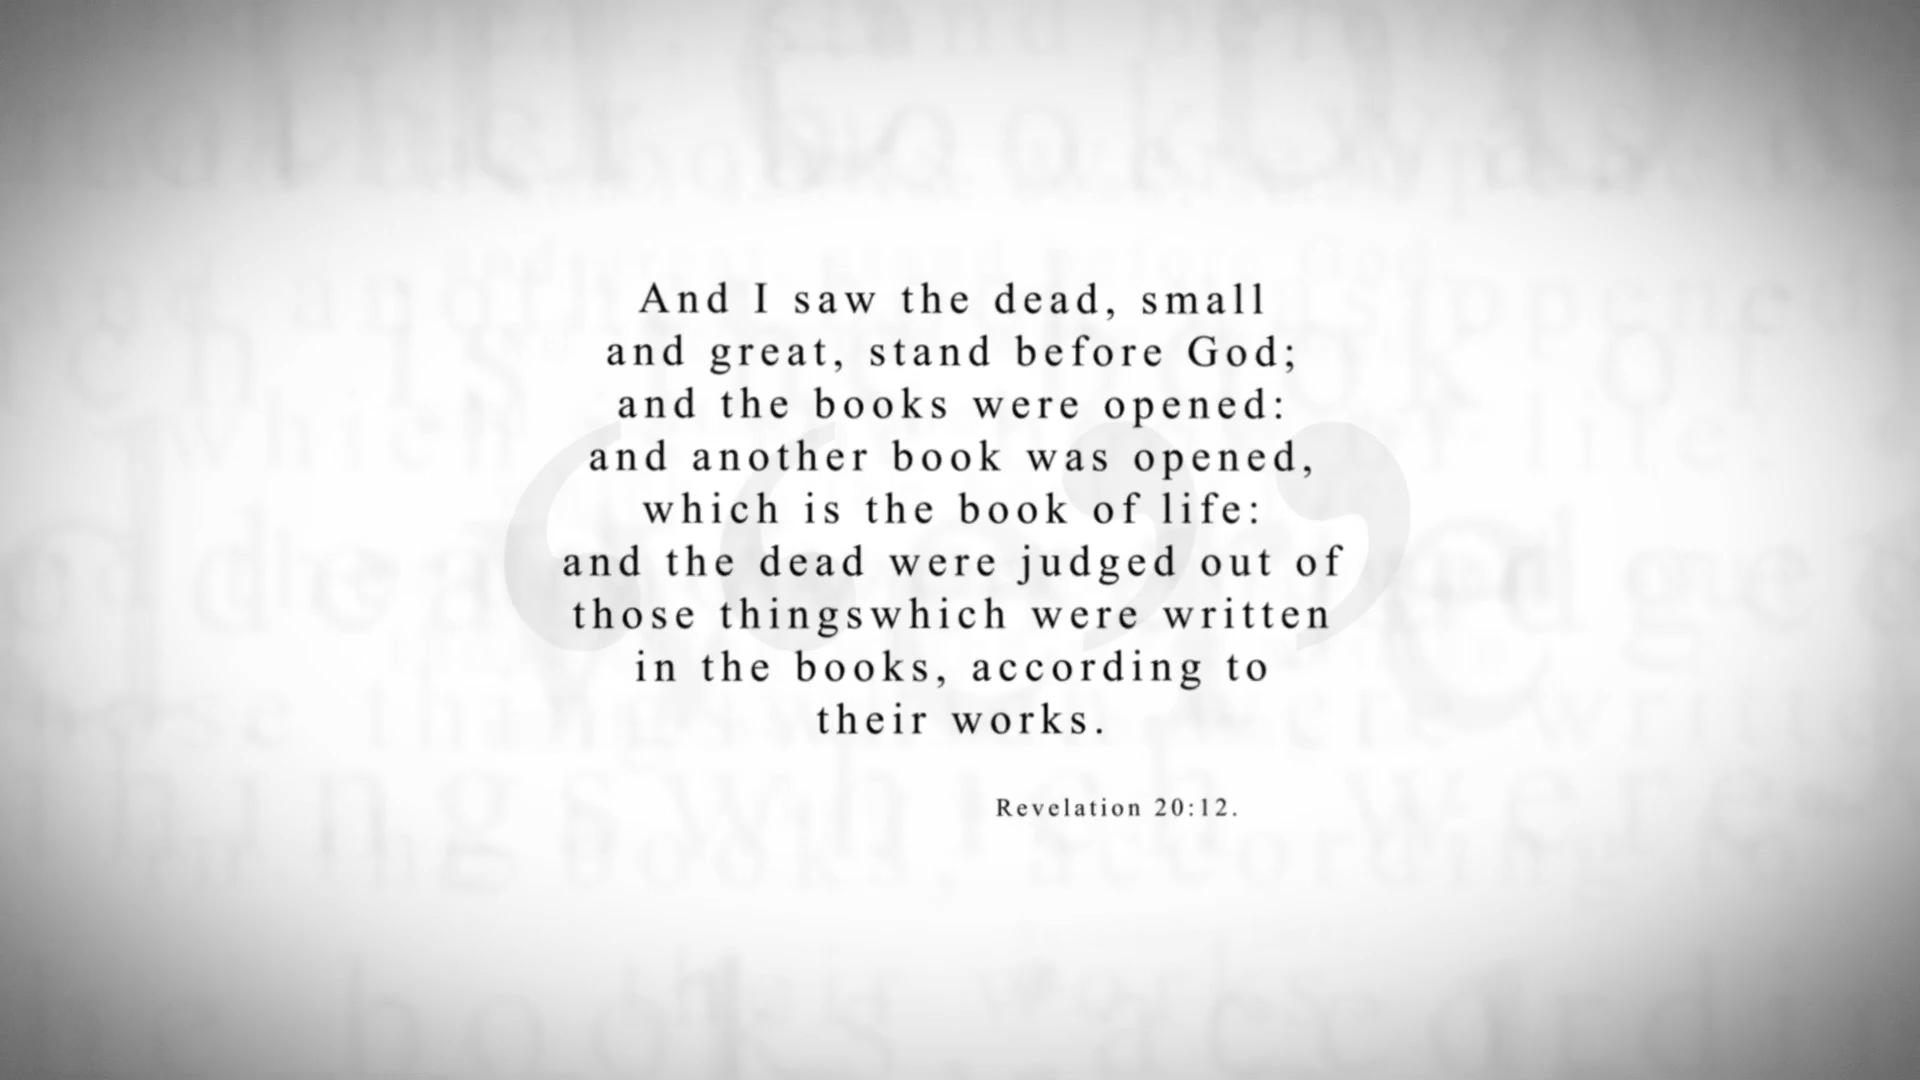 And I saw the dead, small
and great, stand before God;
and the books were opened:
and another book was opened,
which is the book of life:
and the dead were judged out of
those thingswhich were written
in the books, according to
their works.
Revelation 20:12.